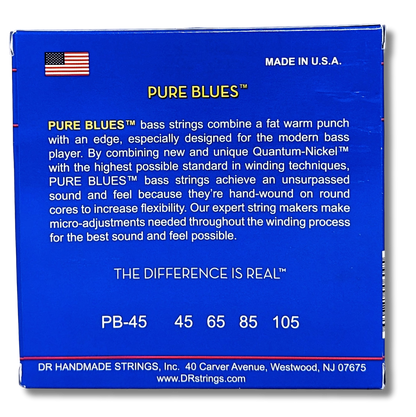 MADE IN U.S.A.
PURE BLUES™
PURE BLUES™ bass strings combine a fat warm punch
with an edge, especially designed for the modern bass
player. By combining new and unique Quantum-Nickel™
with the highest possible standard in winding techniques,
PURE BLUES™ bass strings achieve an unsurpassed
sound and feel because they're hand-wound on round
cores to increase flexibility. Our expert string makers make
micro-adjustments needed throughout the winding process
for the best sound and feel possible.
THE DIFFERENCE IS REAL™
PB-45 45 65 85 105
DR HANDMADE STRINGS, Inc. 40 Carver Avenue, Westwood, NJ 07675
www.DRstrings.com